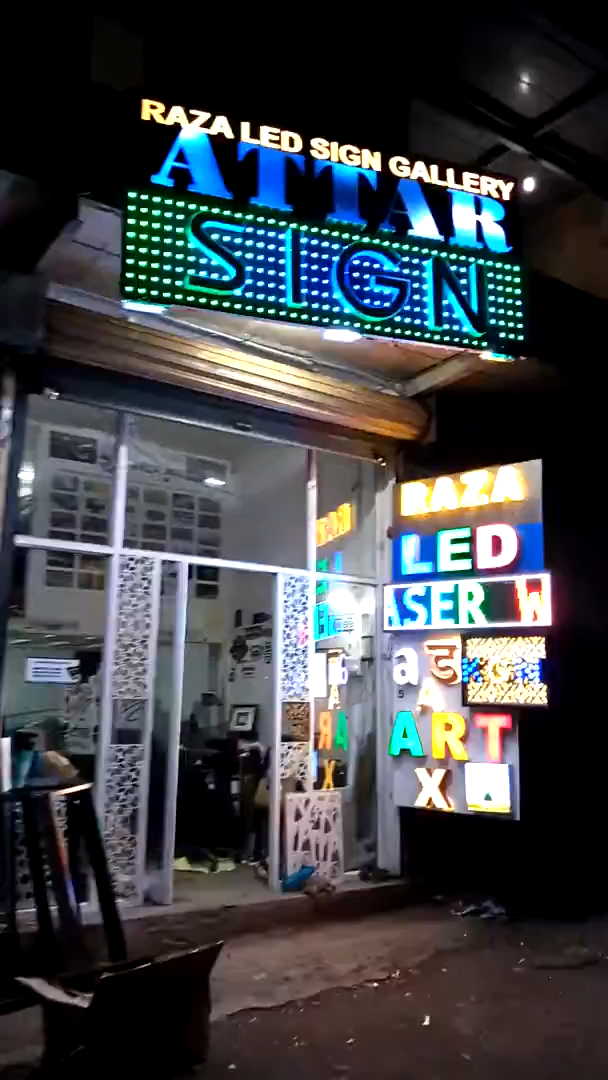 RAZA LED SIGN GALLERY
ATTAR
SIGN
RAZA
LED
ASER W
a ट
A
ART
X